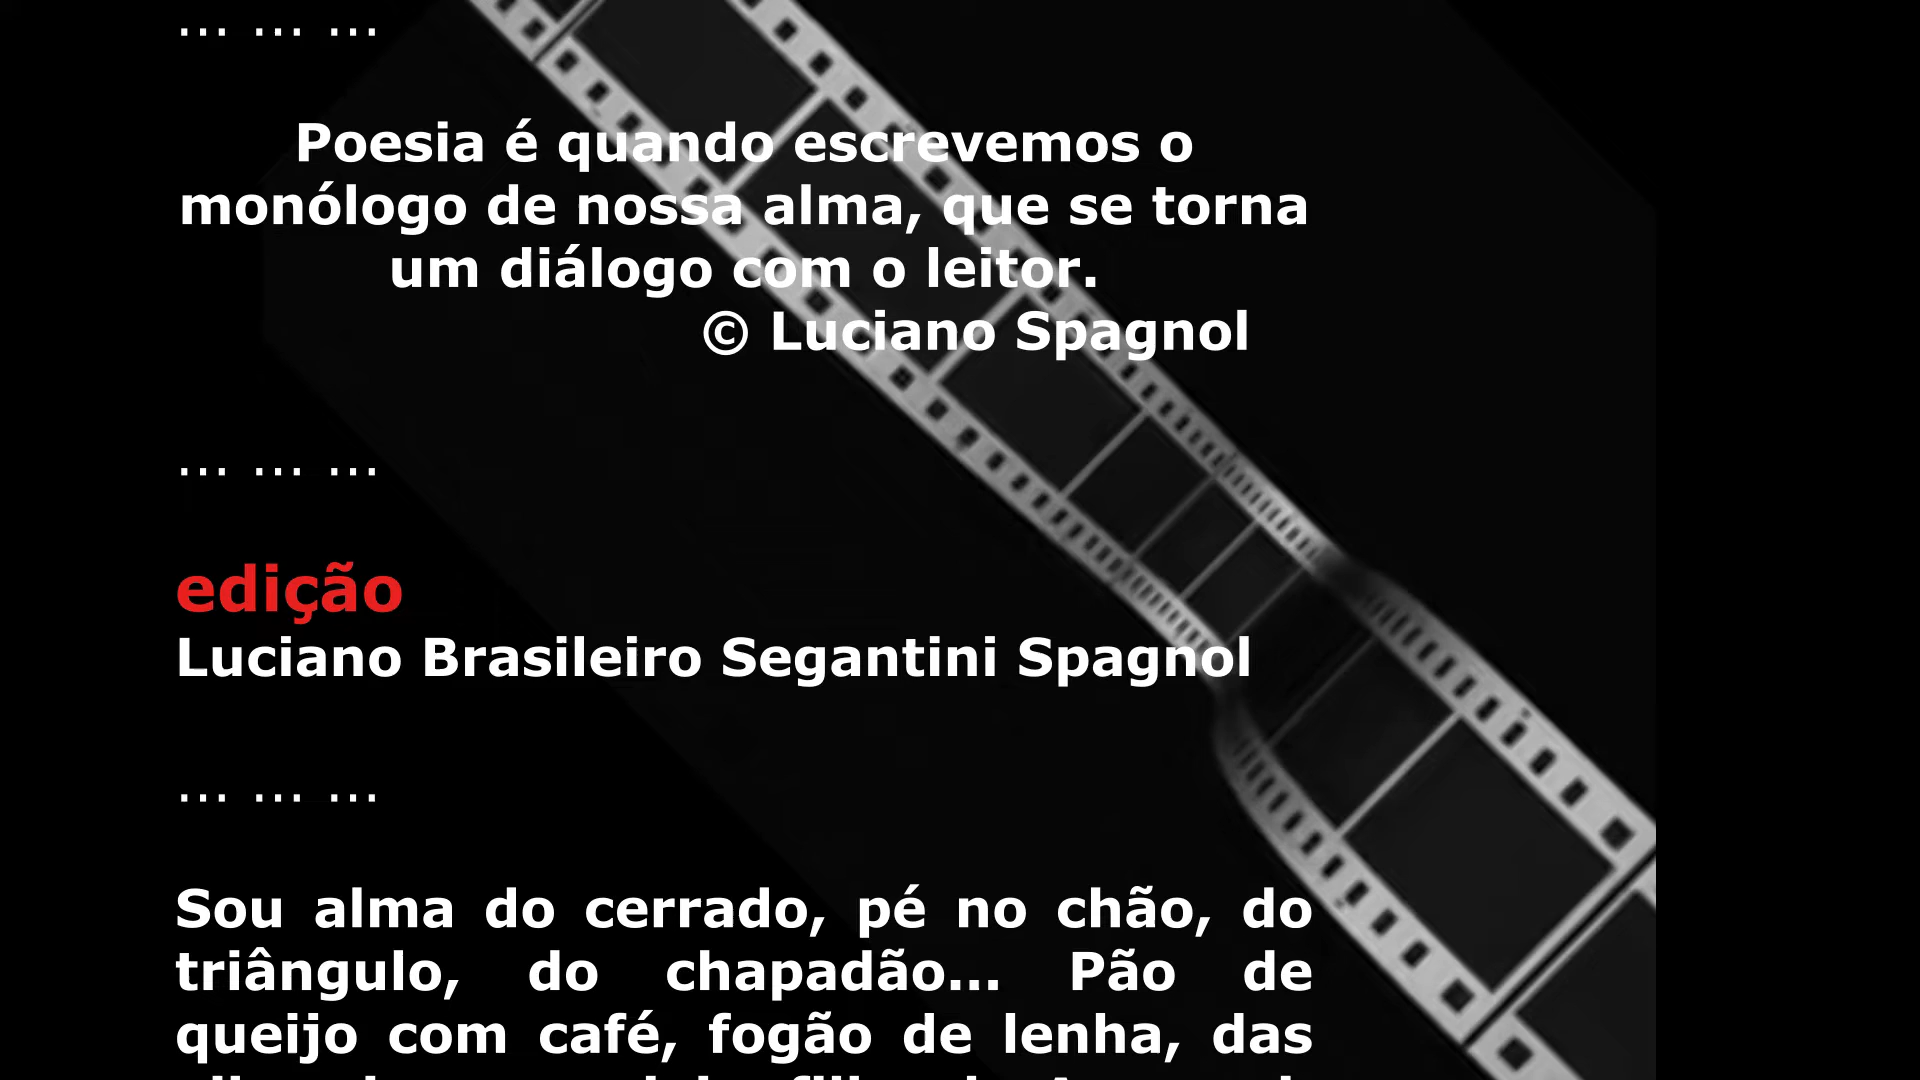 ... ... ...
Poesia é quando escrevemos o
monólogo de nossa alma, que se torna
um diálogo com o leitor.
© Luciano Spagnol
... ... ...
edição
Luciano Brasileiro Segantini Spagnol
... ... ...
Sou alma do cerrado, pé no chão, do
triângulo, do chapadão... Pão de
queijo com café, fogão de lenha, das